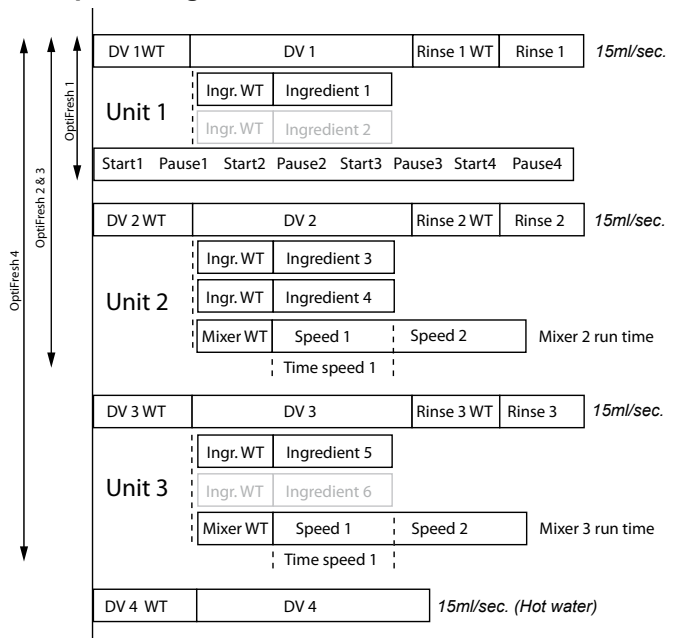 DV 1WT DV 1 Rinse 1 WT Rinse 1 15ml/sec.
OptiFresh 1
Unit 1
Ingr. WT Ingredient 1
Ingr. WT Ingredient 2
Start1 Pause1 Start2 Pause2 Start3 Pause3 Start4 Pause4
OptiFresh 2 & 3
DV 2 WT DV 2 Rinse 2 WT Rinse 2 15ml/sec.
OptiFresh 4
Unit 2
Ingr. WT Ingredient 3
Ingr. WT Ingredient 4
Mixer WT Speed 1 Speed 2 Mixer 2 run time
Time speed 1
DV 3 WT DV 3 Rinse 3 WT Rinse 3 15ml/sec.
Unit 3
Ingr. WT Ingredient 5
Ingr. WT Ingredient 6
Mixer WT Speed 1 Speed 2 Mixer 3 run time
Time speed 1
DV 4 WT DV 4 15ml/sec. (Hot water)